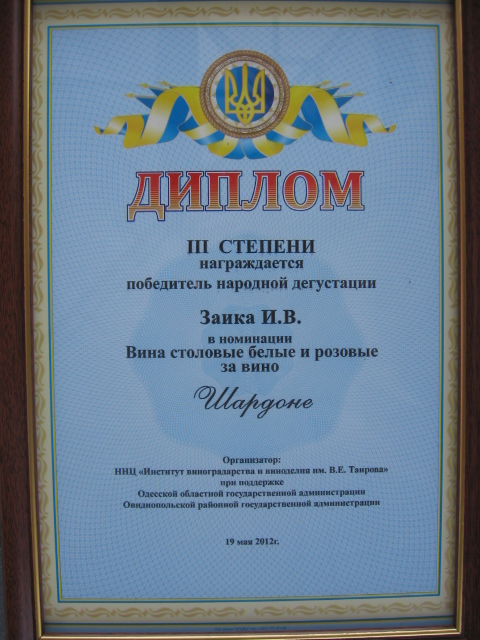 ДИПЛОМ
III СТЕПЕНИ
награждается
победитель народной дегустации
Заика И.В.
в номинации
Вина столовые белые и розовые
за вино
Шардоне
Организатор:
ННЦ «Институт виноградарства и виноделия им. В.Е. Таирова»
при поддержке
Одесской областной государственной администрации
Овидиопольской районной государственной администрации
19 мая 2012г.